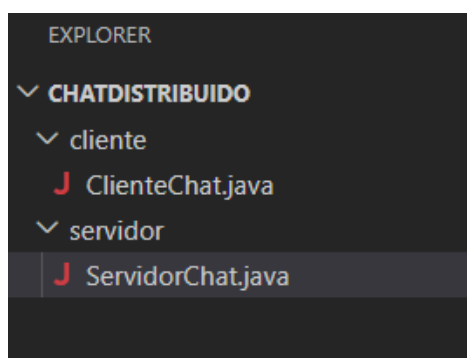 EXPLORER
CHATDISTRIBUIDO
cliente
J ClienteChat.java
servidor
J ServidorChat.java